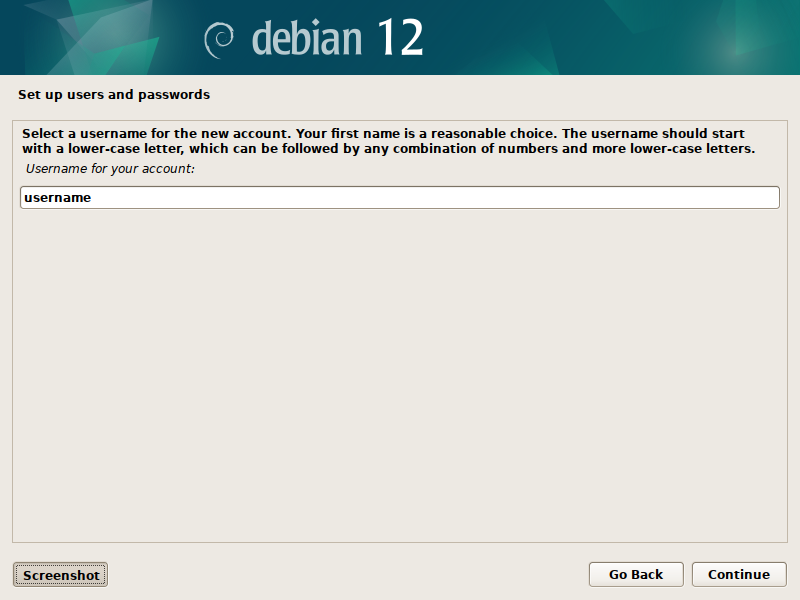 debian 12
Set up users and passwords
Select a username for the new account. Your first name is a reasonable choice. The username should start
with a lower-case letter, which can be followed by any combination of numbers and more lower-case letters.
Username for your account:
username
Screenshot
Go Back
Continue